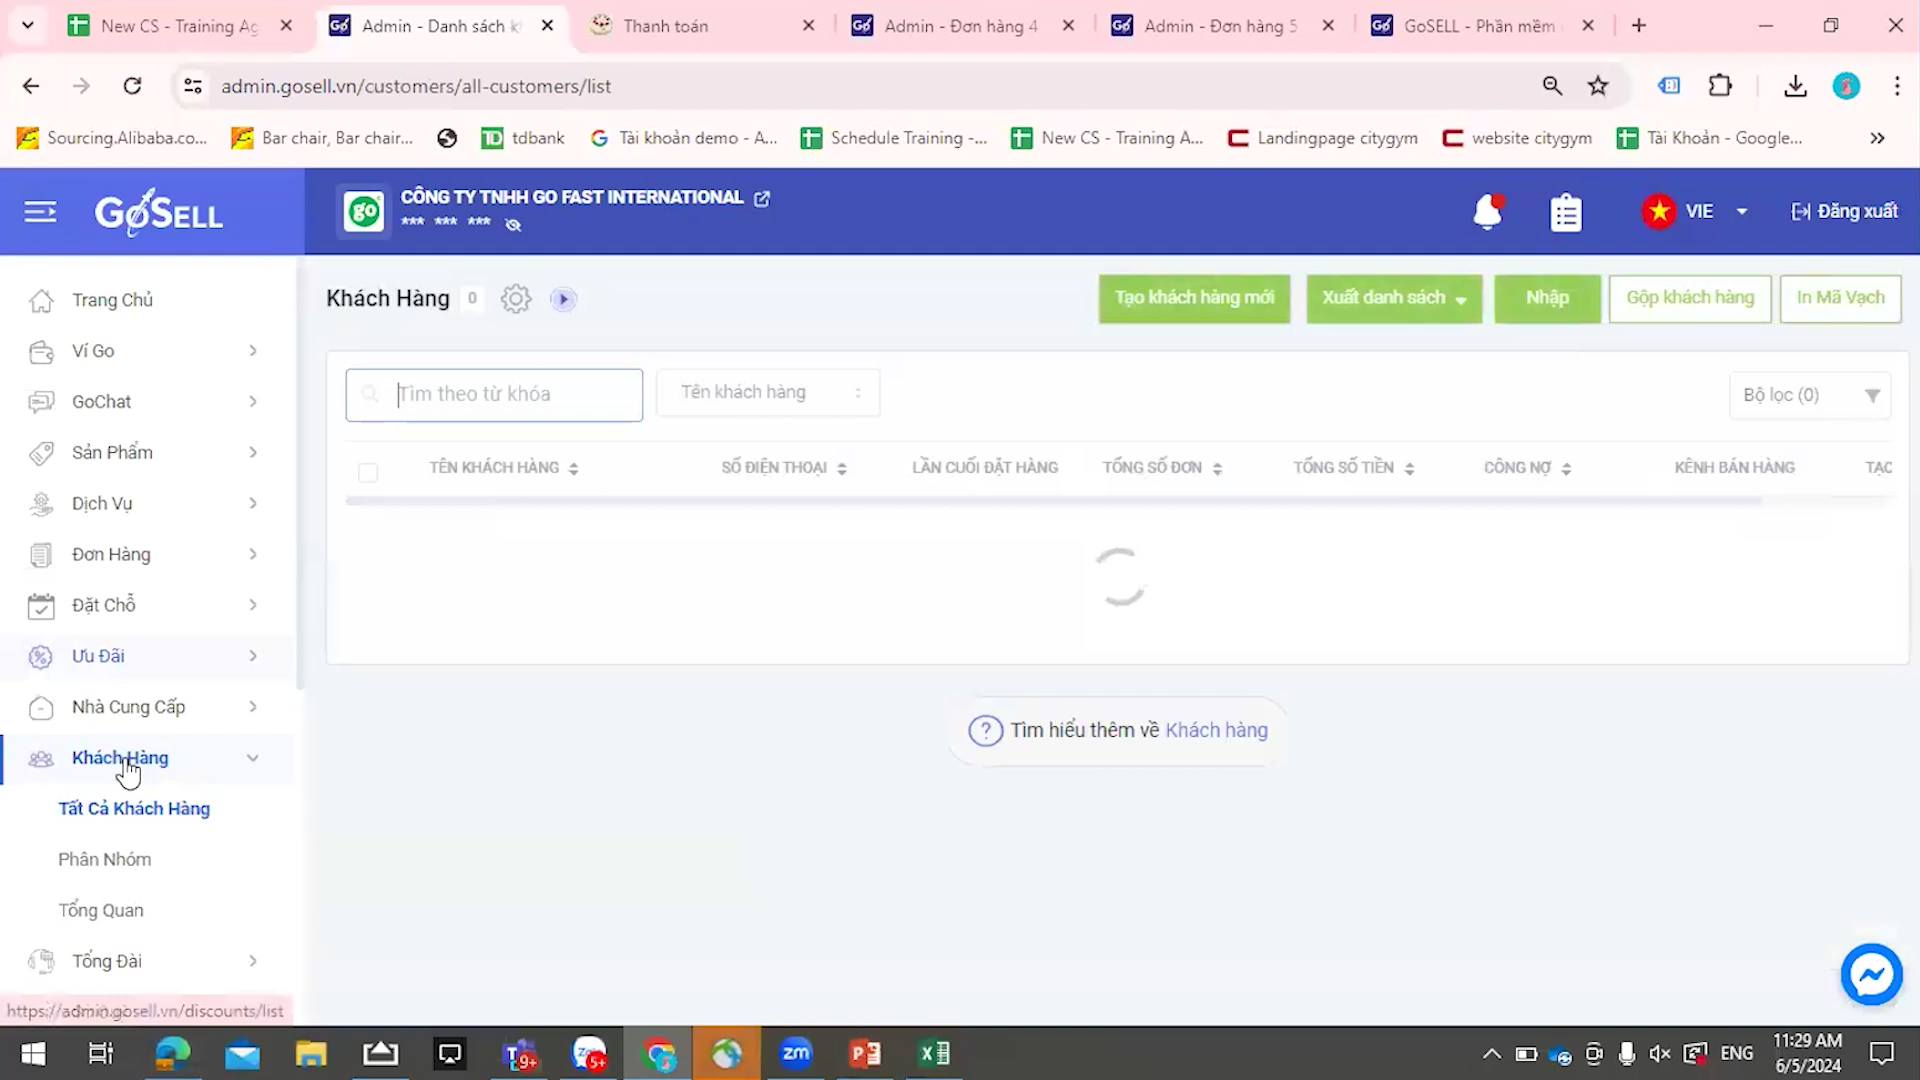 New CS - Training Ag
Admin - Danh sách k
Thanh toán
Admin - Đơn hàng 4
Admin - Đơn hàng 5
GoSELL - Phần mềm
admin.gosell.vn/customers/all-customers/list
Sourcing.Alibaba.co...
Bar chair, Bar chair...
tdbank
Tài khoản demo - A...
Schedule Training -...
New CS - Training A...
Landingpage citygym
website citygym
Tài Khoản - Google...
GoSELL
go
CÔNG TY TNHH GO FAST INTERNATIONAL
*** *** ***
VIE
Đăng xuất
Trang Chủ
Ví Go
GoChat
Sản Phẩm
Dịch Vụ
Đơn Hàng
Đặt Chỗ
Ưu Đãi
Nhà Cung Cấp
Khách Hàng
Tất Cả Khách Hàng
Phân Nhóm
Tổng Quan
Tổng Đài
https://admin.gosell.vn/discounts/list
Khách Hàng 0
Tạo khách hàng mới
Xuất danh sách
Nhập
Gộp khách hàng
In Mã Vạch
Tìm theo từ khóa
Tên khách hàng
Bộ lọc (0)
TÊN KHÁCH HÀNG
SỐ ĐIỆN THOẠI
LẦN CUỐI ĐẶT HÀNG
TỔNG SỐ ĐƠN
TỔNG SỐ TIỀN
CÔNG NỢ
KÊNH BÁN HÀNG
TẠO
Tìm hiểu thêm về Khách hàng
9+
5+
zm
ENG
11:29 AM
6/5/2024